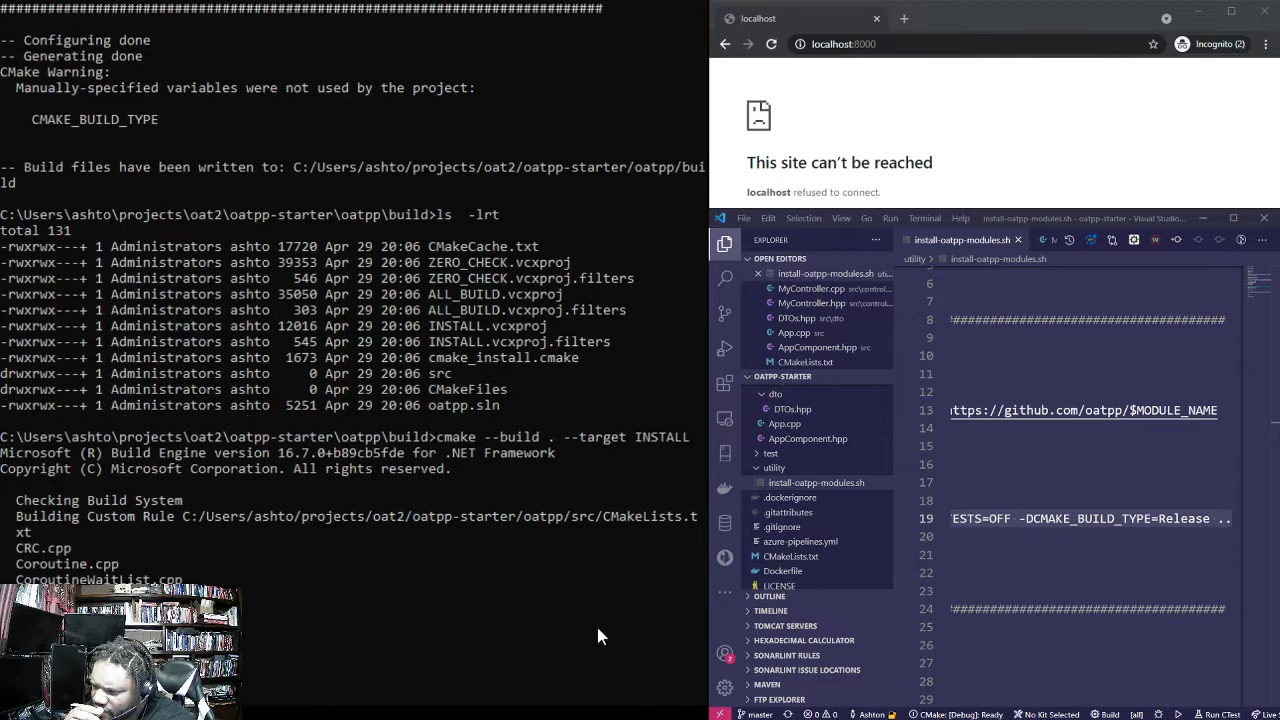 ################################################################################
-- Configuring done
-- Generating done
CMake Warning:
Manually-specified variables were not used by the project:
CMAKE_BUILD_TYPE
-- Build files have been written to: C:/Users/ashto/projects/oat2/oatpp-starter/oatpp/bui
ld
C:\Users\ashto\projects\oat2\oatpp-starter\oatpp\build>ls -lrt
total 131
-rwxrwx---+ 1 Administrators ashto 17720 Apr 29 20:06 CMakeCache.txt
-rwxrwx---+ 1 Administrators ashto 39353 Apr 29 20:06 ZERO_CHECK.vcxproj
-rwxrwx---+ 1 Administrators ashto 546 Apr 29 20:06 ZERO_CHECK.vcxproj.filters
-rwxrwx---+ 1 Administrators ashto 35050 Apr 29 20:06 ALL_BUILD.vcxproj
-rwxrwx---+ 1 Administrators ashto 303 Apr 29 20:06 ALL_BUILD.vcxproj.filters
-rwxrwx---+ 1 Administrators ashto 12016 Apr 29 20:06 INSTALL.vcxproj
-rwxrwx---+ 1 Administrators ashto 545 Apr 29 20:06 INSTALL.vcxproj.filters
-rwxrwx---+ 1 Administrators ashto 1673 Apr 29 20:06 cmake_install.cmake
drwxrwx---+ 1 Administrators ashto 0 Apr 29 20:06 src
drwxrwx---+ 1 Administrators ashto 0 Apr 29 20:06 CMakeFiles
-rwxrwx---+ 1 Administrators ashto 5251 Apr 29 20:06 oatpp.sln
C:\Users\ashto\projects\oat2\oatpp-starter\oatpp\build>cmake --build . --target INSTALL
Microsoft (R) Build Engine version 16.7.0+b89cb5fde for .NET Framework
Copyright (C) Microsoft Corporation. All rights reserved.
Checking Build System
Building Custom Rule C:/Users/ashto/projects/oat2/oatpp-starter/oatpp/src/CMakeLists.t
xt
CRC.cpp
Coroutine.cpp
CoroutineWaitList.cpp
localhost
localhost:8000
Incognito (2)
This site can't be reached
localhost refused to connect.
File Edit Selection View Go Run Terminal Help install-oatpp-modules.sh - oatpp-starter - Visual Studio...
EXPLORER
install-oatpp-modules.sh
OPEN EDITORS
utility > install-oatpp-modules.sh
install-oatpp-modules.sh uti...
MyController.cpp src\control...
MyController.hpp src\control...
DTOs.hpp src\dto
App.cpp src
AppComponent.hpp src
CMakeLists.txt
OATPP-STARTER
dto
DTOs.hpp
App.cpp
AppComponent.hpp
test
utility
install-oatpp-modules.sh
.dockerignore
.gitattributes
.gitignore
azure-pipelines.yml
CMakeLists.txt
Dockerfile
LICENSE
OUTLINE
TIMELINE
TOMCAT SERVERS
HEXADECIMAL CALCULATOR
SONARLINT RULES
SONARLINT ISSUE LOCATIONS
MAVEN
FTP EXPLORER
6
7
8 ####################################
9
10
11
12
13 https://github.com/oatpp/$MODULE_NAME
14
15
16
17
18
19 ESTS=OFF -DCMAKE_BUILD_TYPE=Release ..
20
21
22
23
24 ####################################
25
26
27
28
29
master 0 0 Ashton CMake: [Debug]: Ready No Kit Selected Build [all] Run CTest Live